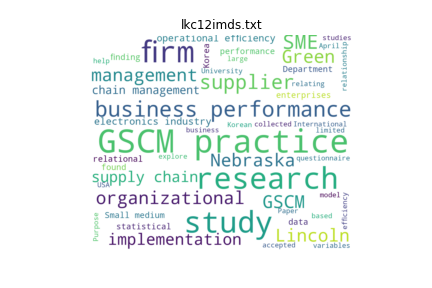 lkc12imds.txt
operational efficiency
studies
help
finding
firm
Korea
performance
large
SME
April
Green
relationship
management
University
Department
supplier
relating
chain management
enterprises
business performance
electronics industry
Korean
collected
International
limited
business
GSCM practice
relational
explore
Nebraska
questionnaire
found
supply chain
research
USA
model
organizational
GSCM
efficiency
Purpose
Small medium
study
Paper
based
statistical
data
Lincoln
implementation
accepted
variables